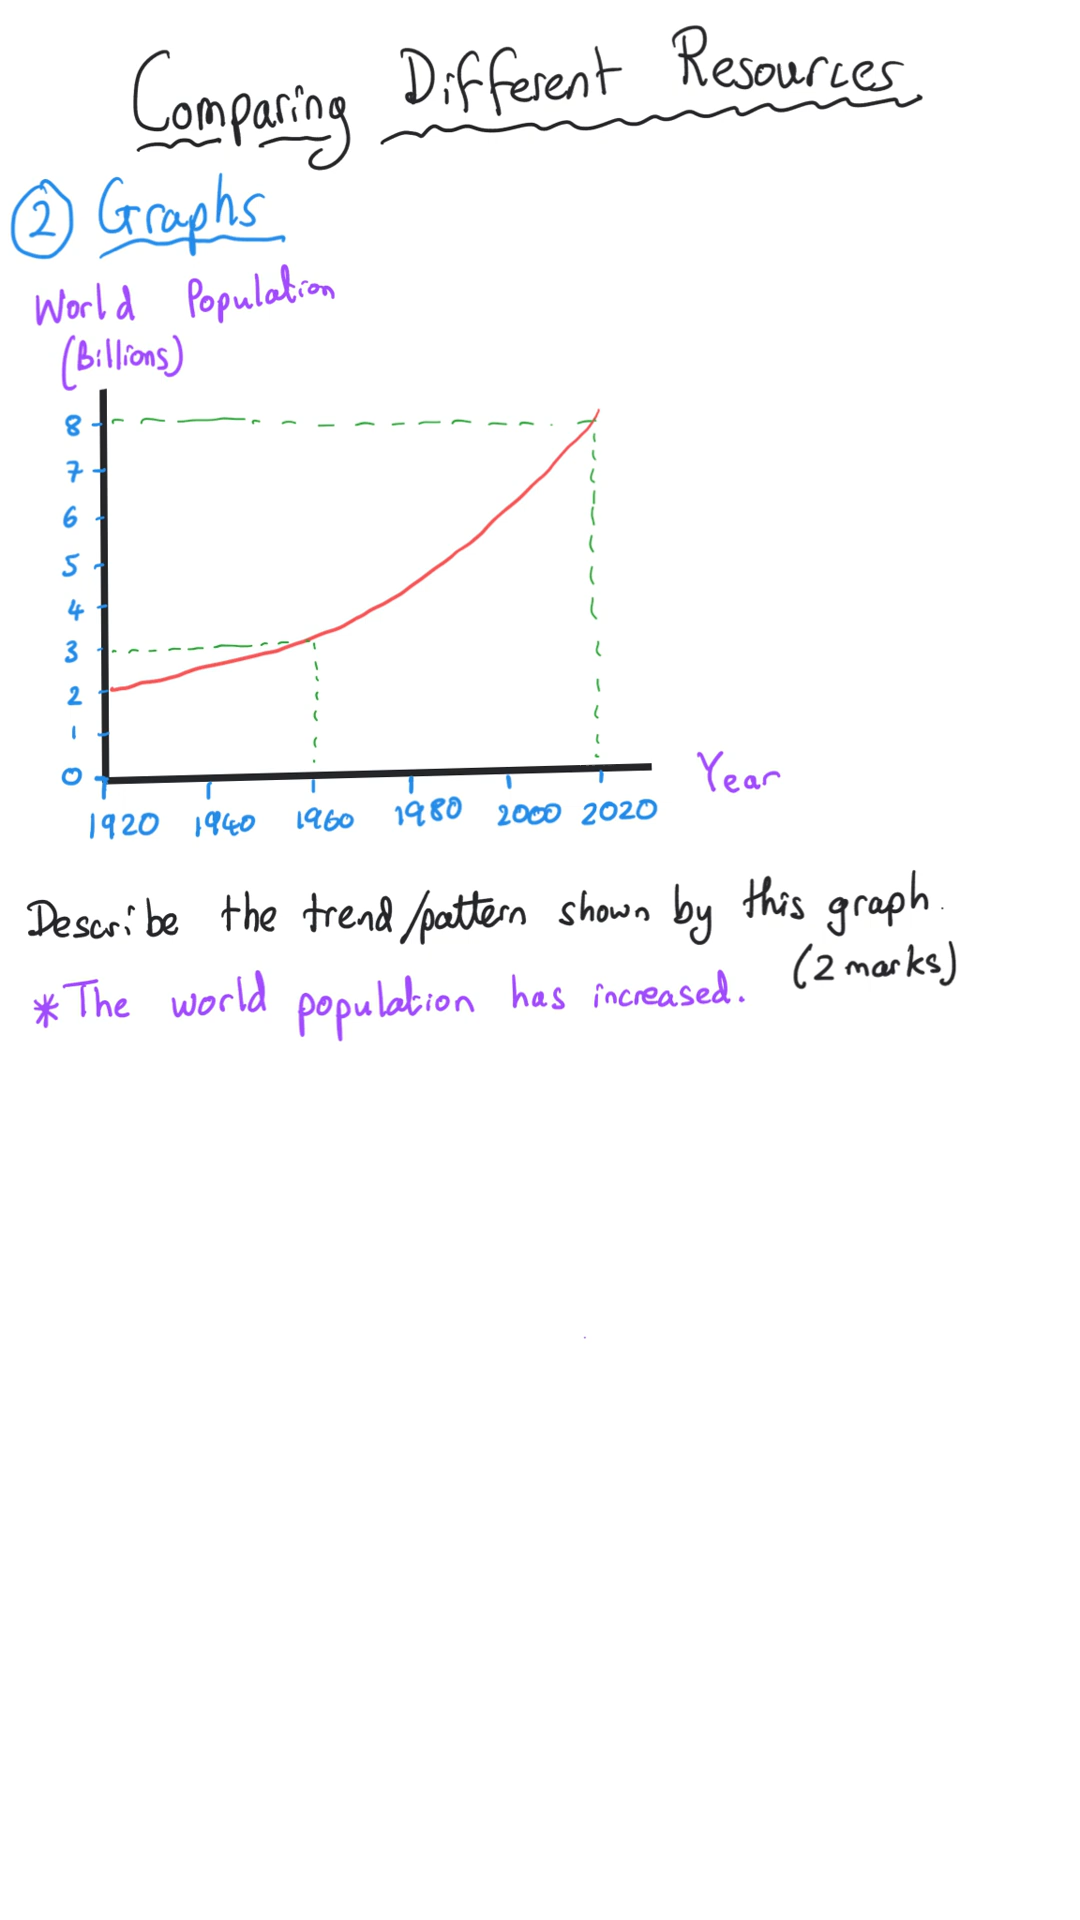 Comparing Different Resources
② Graphs
World Population
(Billions)
8
7
6
5
4
3
2
1
0
Year
1920 1940 1960 1980 2000 2020
Describe the trend/pattern shown by this graph.
(2 marks)
* The world population has increased.